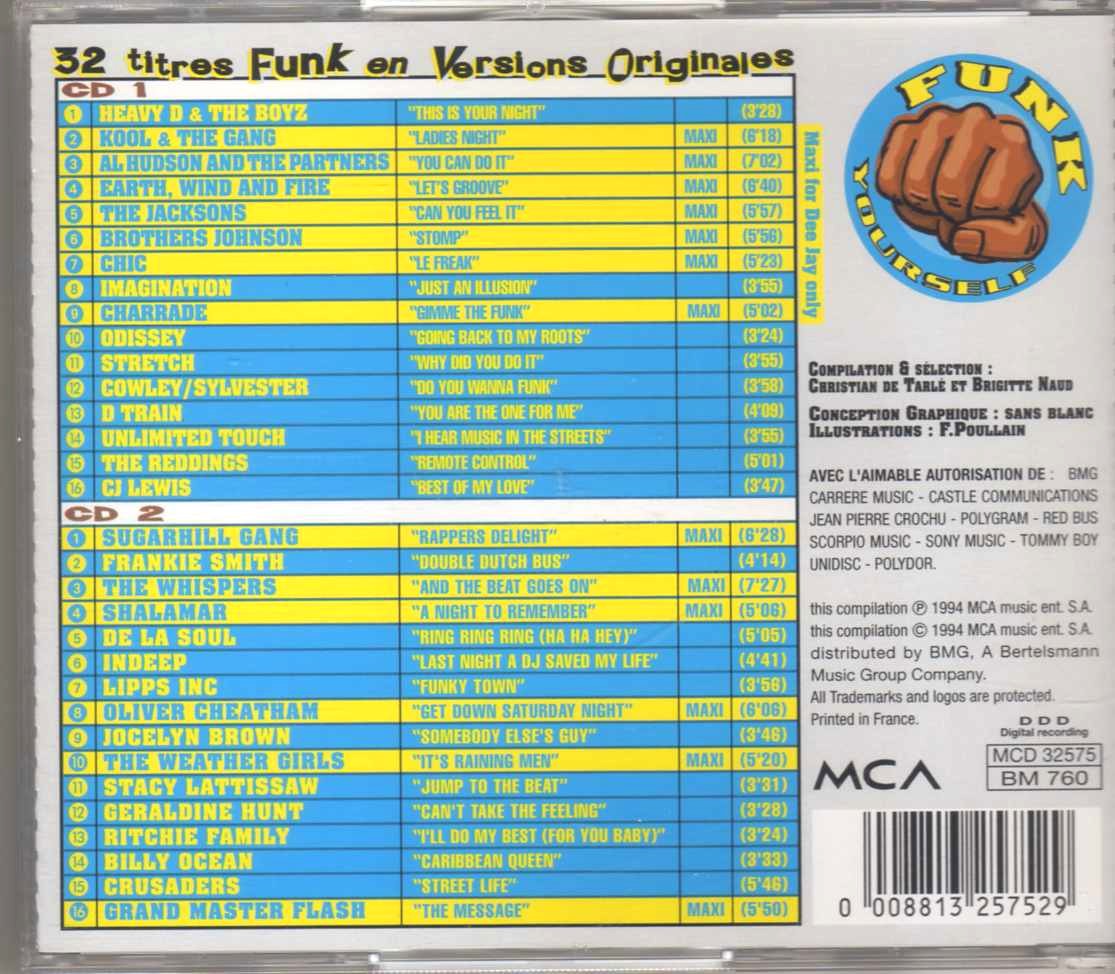 32 titres Funk en Versions Originales
CD 1
1 HEAVY D & THE BOYZ "THIS IS YOUR NIGHT" (3'28)
2 KOOL & THE GANG "LADIES NIGHT" MAXI (6'18)
3 AL HUDSON AND THE PARTNERS "YOU CAN DO IT" MAXI (7'02)
4 EARTH, WIND AND FIRE "LET'S GROOVE" MAXI (6'40)
5 THE JACKSONS "CAN YOU FEEL IT" MAXI (5'57)
6 BROTHERS JOHNSON "STOMP" MAXI (5'56)
7 CHIC "LE FREAK" MAXI (5'23)
8 IMAGINATION "JUST AN ILLUSION" (3'55)
9 CHARRADE "GIMME THE FUNK" MAXI (5'02)
10 ODISSEY "GOING BACK TO MY ROOTS" (3'24)
11 STRETCH "WHY DID YOU DO IT" (3'55)
12 COWLEY/SYLVESTER "DO YOU WANNA FUNK" (3'58)
13 D TRAIN "YOU ARE THE ONE FOR ME" (4'09)
14 UNLIMITED TOUCH "I HEAR MUSIC IN THE STREETS" (3'55)
15 THE REDDINGS "REMOTE CONTROL" (5'01)
16 CJ LEWIS "BEST OF MY LOVE" (3'47)
CD 2
1 SUGARHILL GANG "RAPPERS DELIGHT" MAXI (6'28)
2 FRANKIE SMITH "DOUBLE DUTCH BUS" (4'14)
3 THE WHISPERS "AND THE BEAT GOES ON" MAXI (7'27)
4 SHALAMAR "A NIGHT TO REMEMBER" MAXI (5'06)
5 DE LA SOUL "RING RING RING (HA HA HEY)" (5'05)
6 INDEEP "LAST NIGHT A DJ SAVED MY LIFE" (4'41)
7 LIPPS INC "FUNKY TOWN" (3'56)
8 OLIVER CHEATHAM "GET DOWN SATURDAY NIGHT" MAXI (6'06)
9 JOCELYN BROWN "SOMEBODY ELSE'S GUY" (3'46)
10 THE WEATHER GIRLS "IT'S RAINING MEN" MAXI (5'20)
11 STACY LATTISSAW "JUMP TO THE BEAT" (3'31)
12 GERALDINE HUNT "CAN'T TAKE THE FEELING" (3'28)
13 RITCHIE FAMILY "I'LL DO MY BEST (FOR YOU BABY)" (3'24)
14 BILLY OCEAN "CARIBBEAN QUEEN" (3'33)
15 CRUSADERS "STREET LIFE" (5'46)
16 GRAND MASTER FLASH "THE MESSAGE" MAXI (5'50)
Maxi for Dee Jay only
FUNK
YOURSELF
COMPILATION & SÉLECTION :
CHRISTIAN DE TARLÉ ET BRIGITTE NAUD
CONCEPTION GRAPHIQUE : SANS BLANC
ILLUSTRATIONS : F.POULLAIN
AVEC L'AIMABLE AUTORISATION DE : BMG
CARRERE MUSIC - CASTLE COMMUNICATIONS
JEAN PIERRE CROCHU - POLYGRAM - RED BUS
SCORPIO MUSIC - SONY MUSIC - TOMMY BOY
UNIDISC - POLYDOR.
this compilation ℗ 1994 MCA music ent. S.A.
this compilation © 1994 MCA music ent. S.A.
distributed by BMG, A Bertelsmann
Music Group Company.
All Trademarks and logos are protected.
Printed in France.
DDD
Digital recording
MCA
MCD 32575
BM 760
0 008813 257529